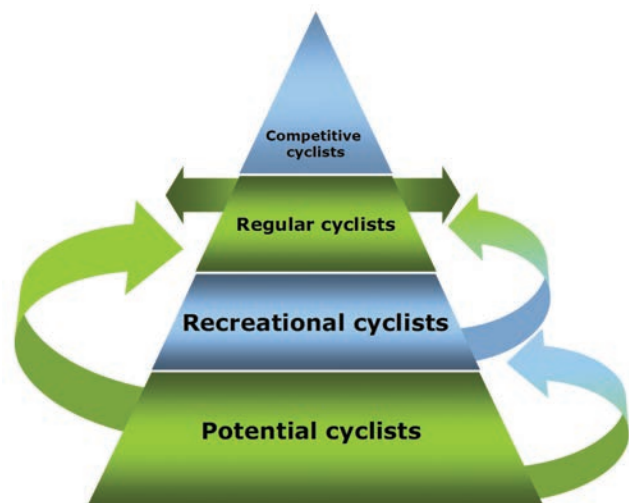 Competitive
cyclists
Regular cyclists
Recreational cyclists
Potential cyclists